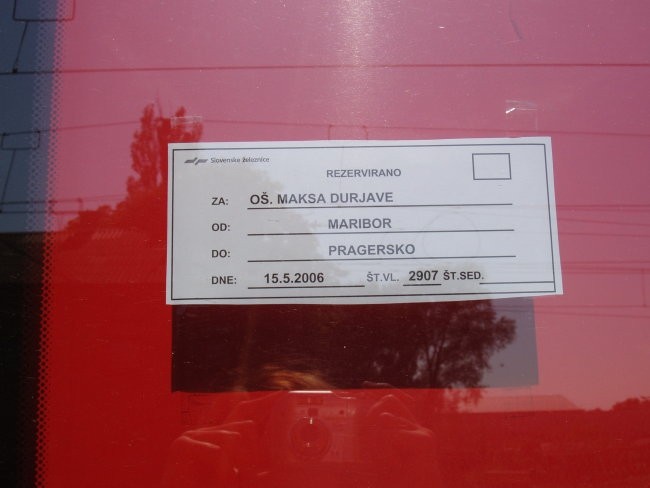 Slovenske železnice
REZERVIRANO
ZA: OŠ. MAKSA DURJAVE
OD: MARIBOR
DO: PRAGERSKO
DNE: 15.5.2006 ŠT.VL. 2907 ŠT.SED.